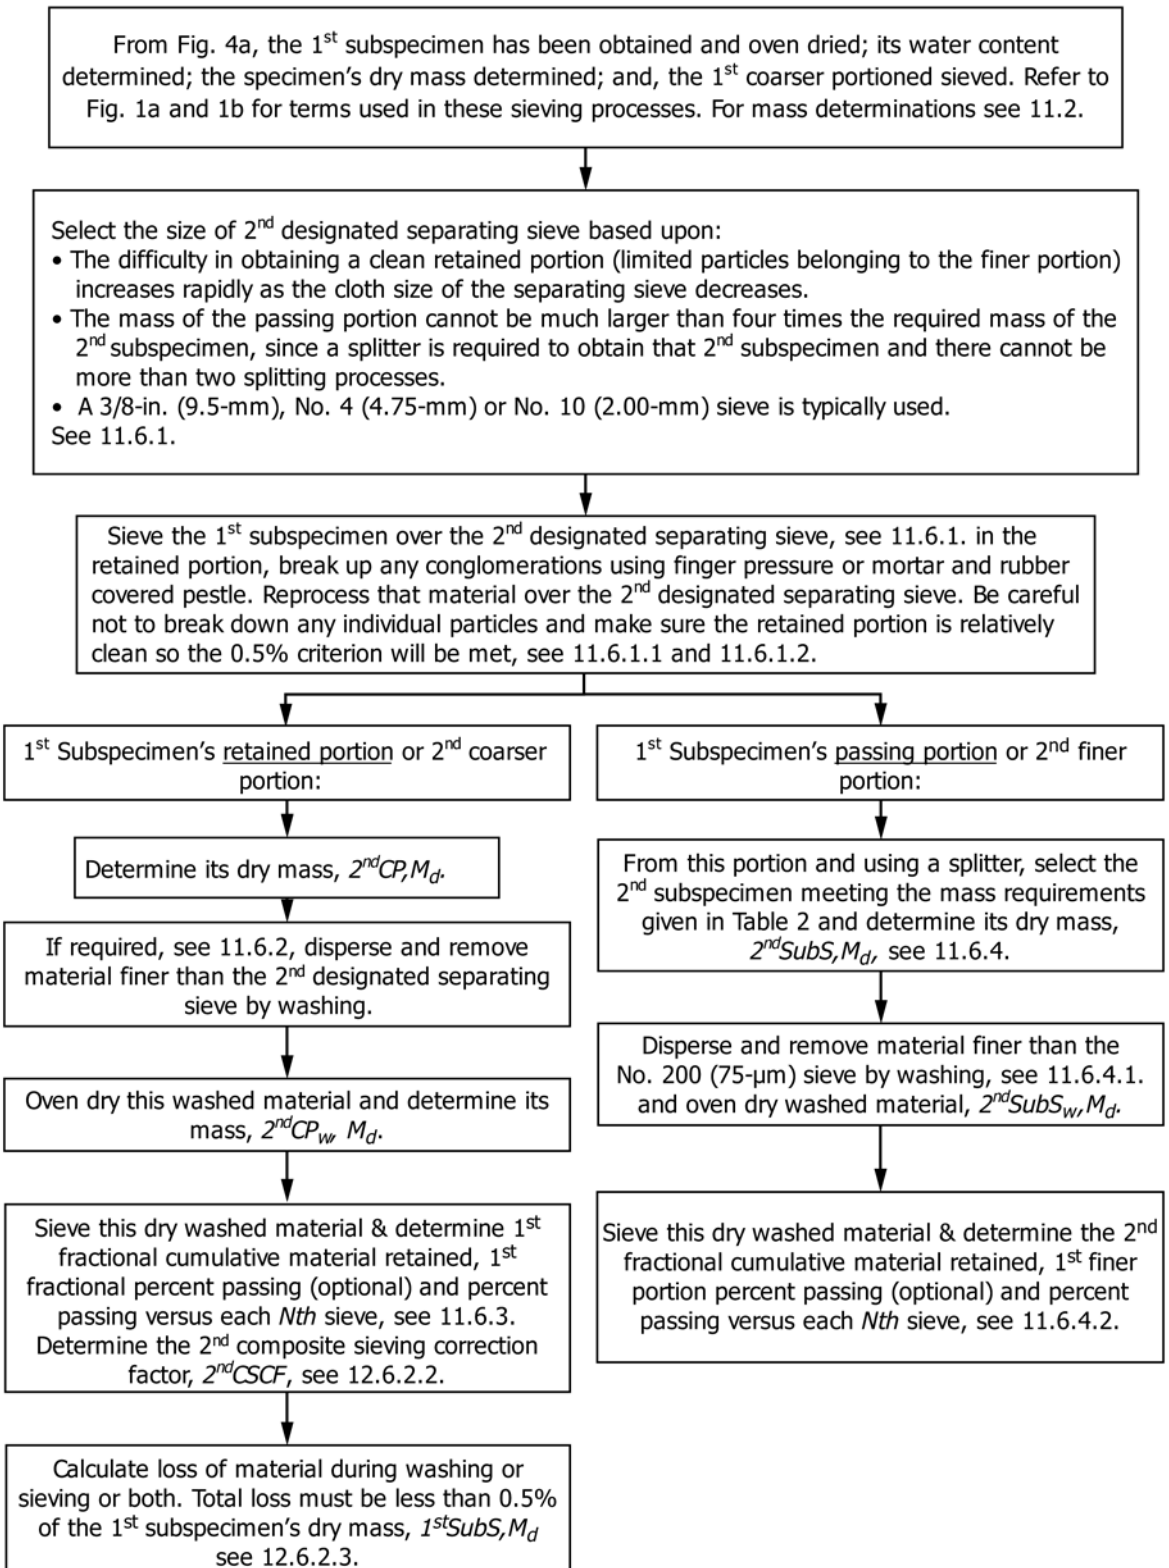 From Fig. 4a, the 1st subspecimen has been obtained and oven dried; its water content
determined; the specimen's dry mass determined; and, the 1st coarser portioned sieved. Refer to
Fig. 1a and 1b for terms used in these sieving processes. For mass determinations see 11.2.
Select the size of 2nd designated separating sieve based upon:
• The difficulty in obtaining a clean retained portion (limited particles belonging to the finer portion)
increases rapidly as the cloth size of the separating sieve decreases.
• The mass of the passing portion cannot be much larger than four times the required mass of the
2nd subspecimen, since a splitter is required to obtain that 2nd subspecimen and there cannot be
more than two splitting processes.
• A 3/8-in. (9.5-mm), No. 4 (4.75-mm) or No. 10 (2.00-mm) sieve is typically used.
See 11.6.1.
Sieve the 1st subspecimen over the 2nd designated separating sieve, see 11.6.1. in the
retained portion, break up any conglomerations using finger pressure or mortar and rubber
covered pestle. Reprocess that material over the 2nd designated separating sieve. Be careful
not to break down any individual particles and make sure the retained portion is relatively
clean so the 0.5% criterion will be met, see 11.6.1.1 and 11.6.1.2.
1st Subspecimen's retained portion or 2nd coarser
portion:
Determine its dry mass, 2ndCP,Md.
If required, see 11.6.2, disperse and remove
material finer than the 2nd designated separating
sieve by washing.
Oven dry this washed material and determine its
mass, 2ndCPw, Md.
Sieve this dry washed material & determine 1st
fractional cumulative material retained, 1st
fractional percent passing (optional) and percent
passing versus each Nth sieve, see 11.6.3.
Determine the 2nd composite sieving correction
factor, 2ndCSCF, see 12.6.2.2.
Calculate loss of material during washing or
sieving or both. Total loss must be less than 0.5%
of the 1st subspecimen's dry mass, 1stSubS,Md
see 12.6.2.3.
1st Subspecimen's passing portion or 2nd finer
portion:
From this portion and using a splitter, select the
2nd subspecimen meeting the mass requirements
given in Table 2 and determine its dry mass,
2ndSubS,Md, see 11.6.4.
Disperse and remove material finer than the
No. 200 (75-µm) sieve by washing, see 11.6.4.1.
and oven dry washed material, 2ndSubSw,Md.
Sieve this dry washed material & determine the 2nd
fractional cumulative material retained, 1st finer
portion percent passing (optional) and percent
passing versus each Nth sieve, see 11.6.4.2.